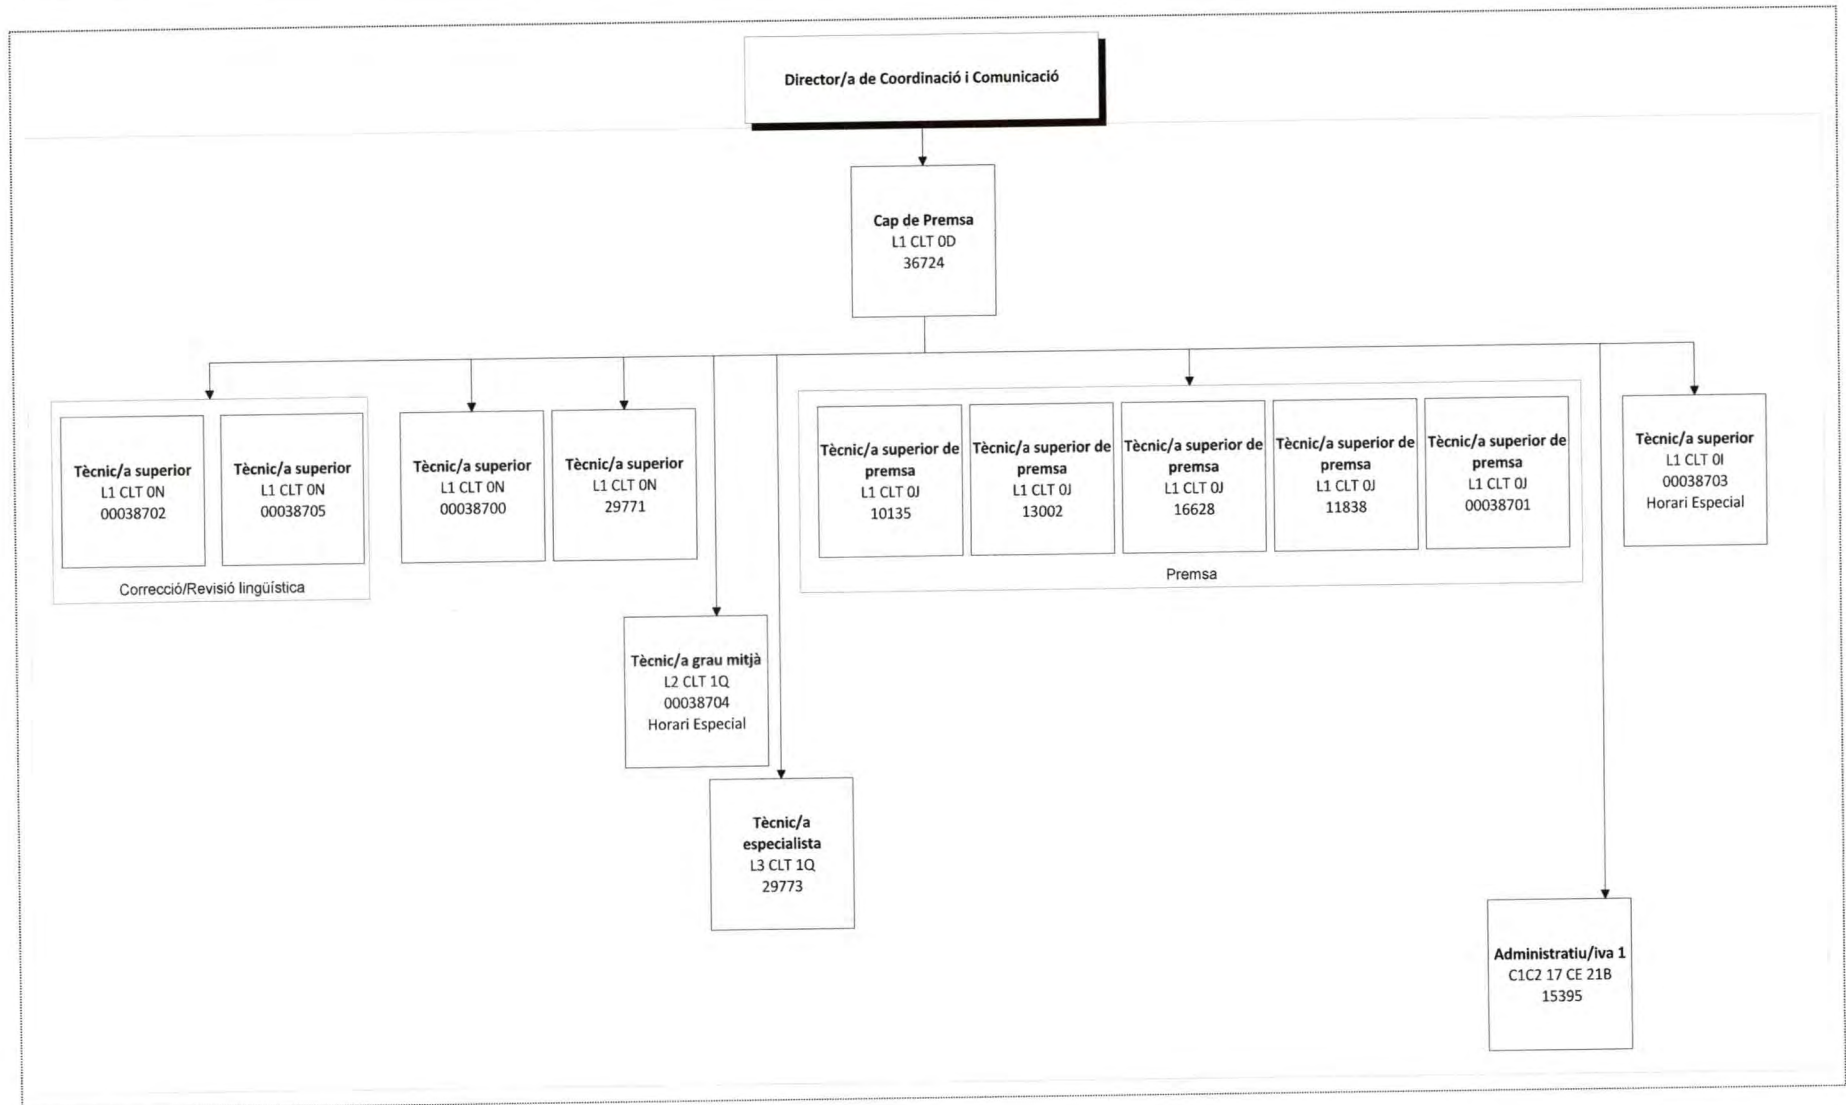 Director/a de Coordinació i Comunicació
Cap de Premsa
L1 CLT 0D
36724
Tècnic/a superior
L1 CLT 0N
00038702
Tècnic/a superior
L1 CLT 0N
00038705
Correcció/Revisió lingüística
Tècnic/a superior
L1 CLT 0N
00038700
Tècnic/a superior
L1 CLT 0N
29771
Tècnic/a superior de
premsa
L1 CLT 0J
10135
Tècnic/a superior de
premsa
L1 CLT 0J
13002
Tècnic/a superior de
premsa
L1 CLT 0J
16628
Tècnic/a superior de
premsa
L1 CLT 0J
11838
Tècnic/a superior de
premsa
L1 CLT 0J
00038701
Premsa
Tècnic/a superior
L1 CLT 0I
00038703
Horari Especial
Tècnic/a grau mitjà
L2 CLT 1Q
00038704
Horari Especial
Tècnic/a
especialista
L3 CLT 1Q
29773
Administratiu/iva 1
C1C2 17 CE 21B
15395